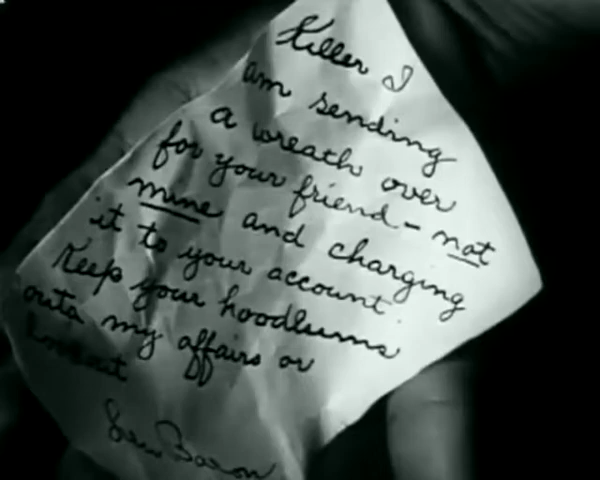 Killer I
am sending
a wreath over
for your friend - not
mine and charging
it to your account.
Keep your hoodlums
outa my affairs or
Baron